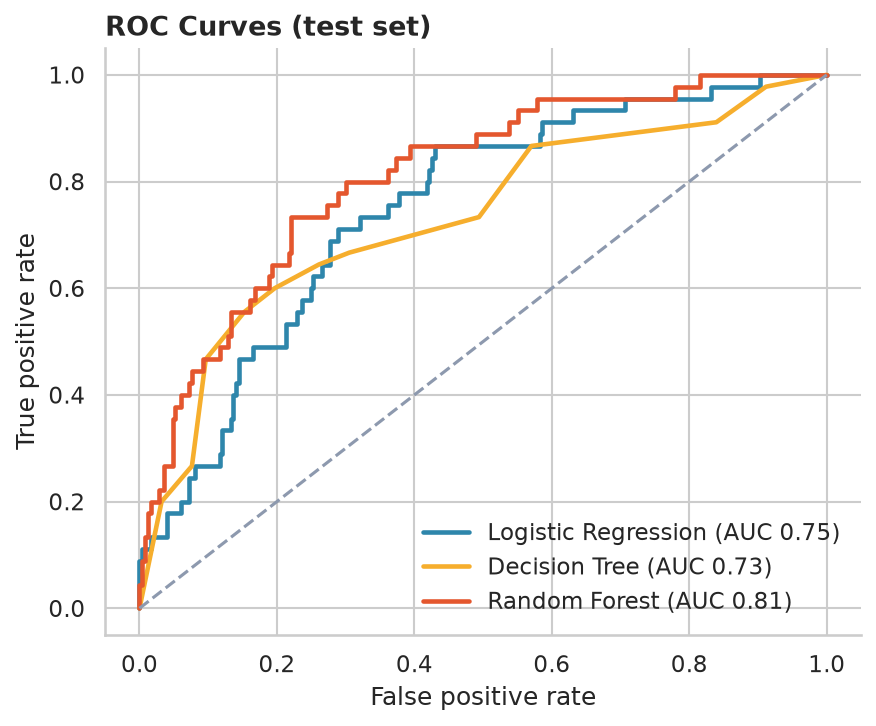 ROC Curves (test set)
1.0
0.8
0.6
0.4
0.2
0.0
True positive rate
Logistic Regression (AUC 0.75)
Decision Tree (AUC 0.73)
Random Forest (AUC 0.81)
0.0 0.2 0.4 0.6 0.8 1.0
False positive rate